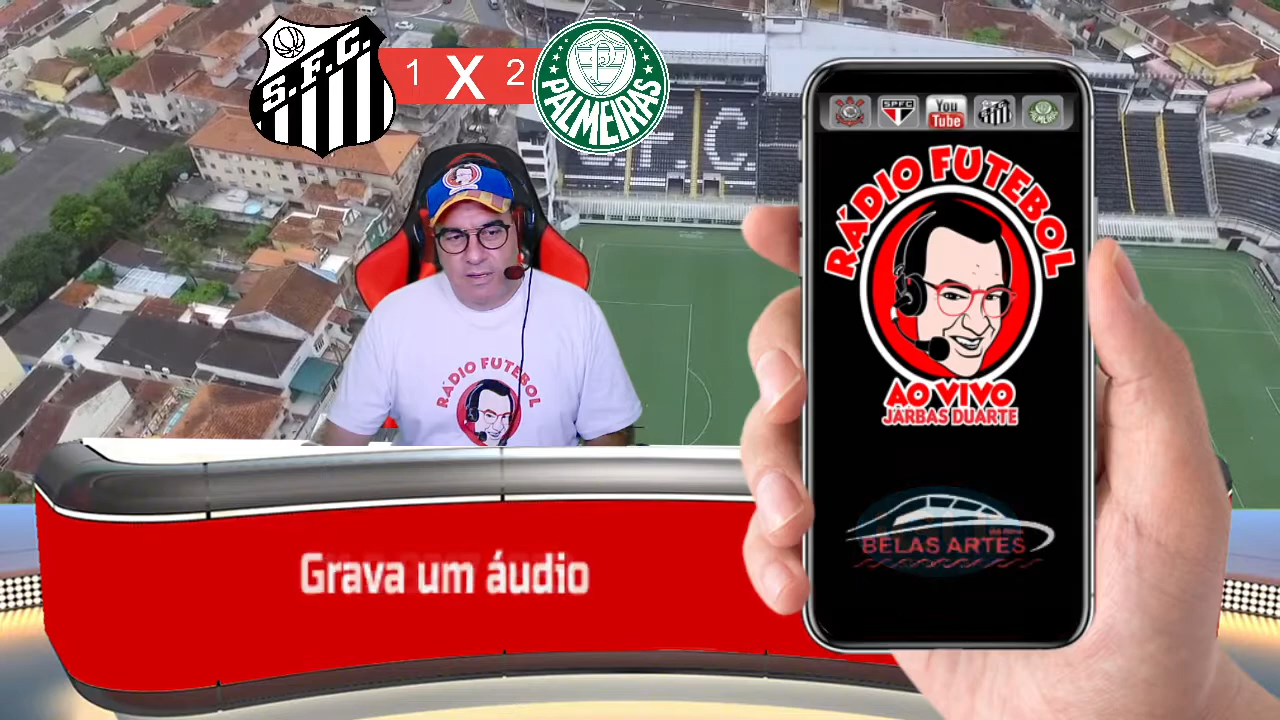 S.F.C.
1 X 2
PALMEIRAS
F.C.
SPFC
You
Tube
RÁDIO FUTEBOL
AO VIVO
JARBAS DUARTE
RÁDIO FUTEBOL
BELAS ARTES
Grava um áudio